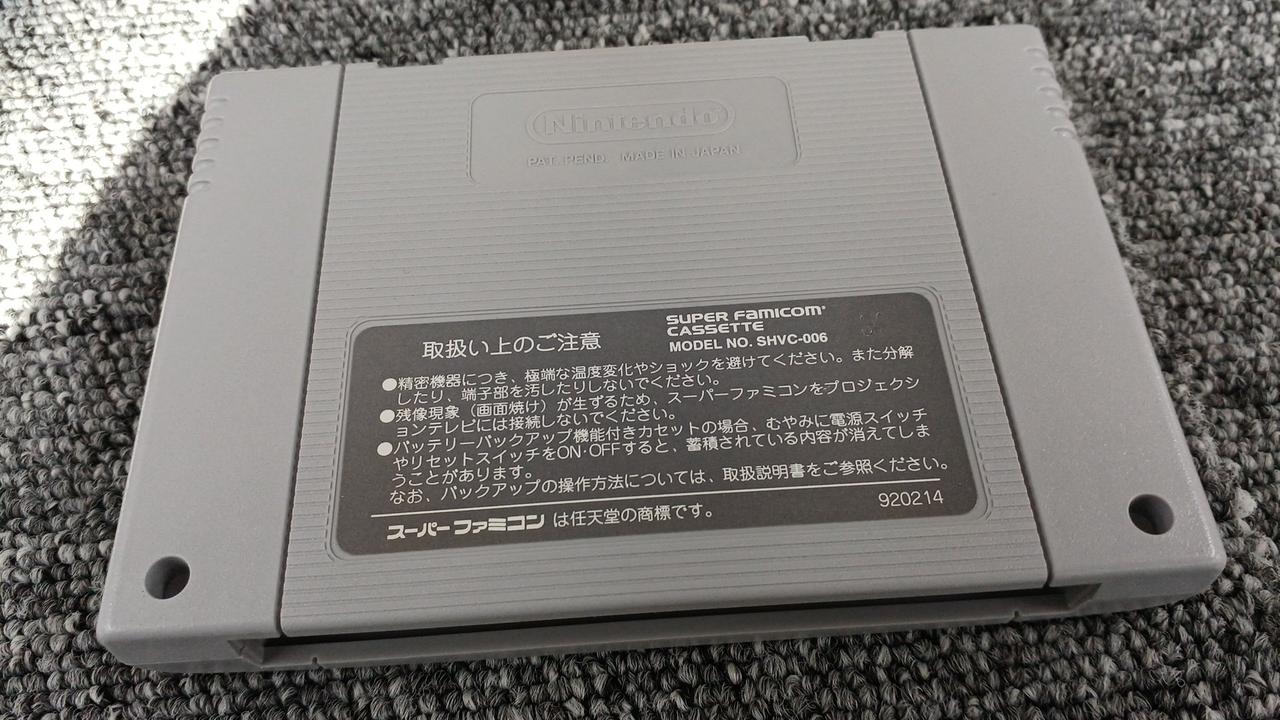 Nintendo
PAT. PEND. MADE IN JAPAN
取扱い上のご注意
SUPER FAMICOM
CASSETTE
MODEL NO. SHVC-006
●精密機器につき、極端な湿度変化やショックを避けてください。また分解
したり、端子部を汚したりしないでください。
●残像現象（画面焼け）が生ずるため、スーパーファミコンをプロジェクシ
ョンテレビには接続しないでください。
●バッテリーバックアップ機能付きカセットの場合、むやみに電源スイッチ
やリセットスイッチをON·OFFすると、蓄積されている内容が消えてしま
うことがあります。
なお、バックアップの操作方法については、取扱説明書をご参照ください。
スーパーファミコン は任天堂の商標です。
920214